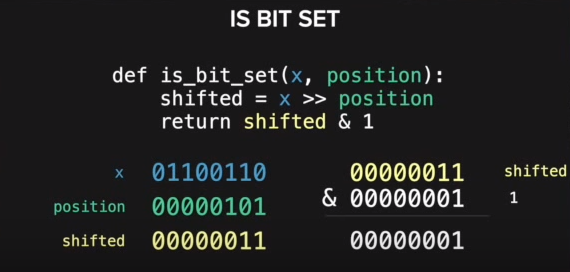 IS BIT SET
def is_bit_set(x, position):
shifted = x >> position
return shifted & 1
x 01100110
position 00000101
shifted 00000011
00000011 shifted
& 00000001 1
00000001